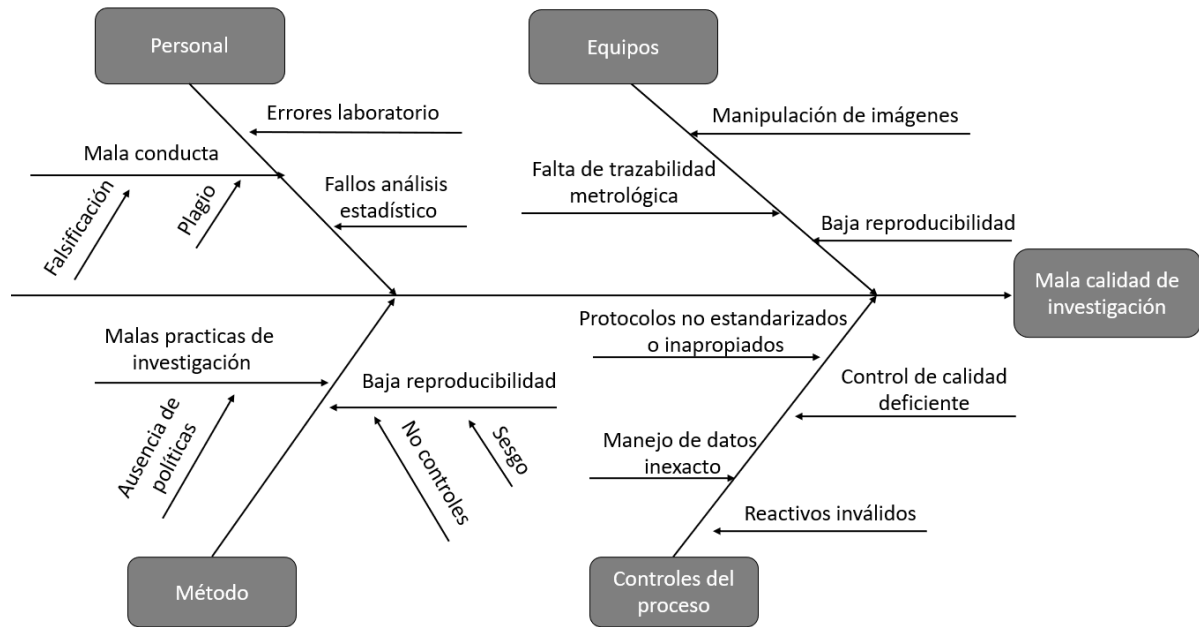 Personal
Equipos
Errores laboratorio
Manipulación de imágenes
Mala conducta
Falsificación
Plagio
Fallos análisis
estadístico
Falta de trazabilidad
metrológica
Baja reproducibilidad
Mala calidad de
investigación
Malas practicas de
investigación
Ausencia de
políticas
Baja reproducibilidad
No controles
Sesgo
Protocolos no estandarizados
o inapropiados
Control de calidad
deficiente
Manejo de datos
inexacto
Reactivos inválidos
Método
Controles del
proceso